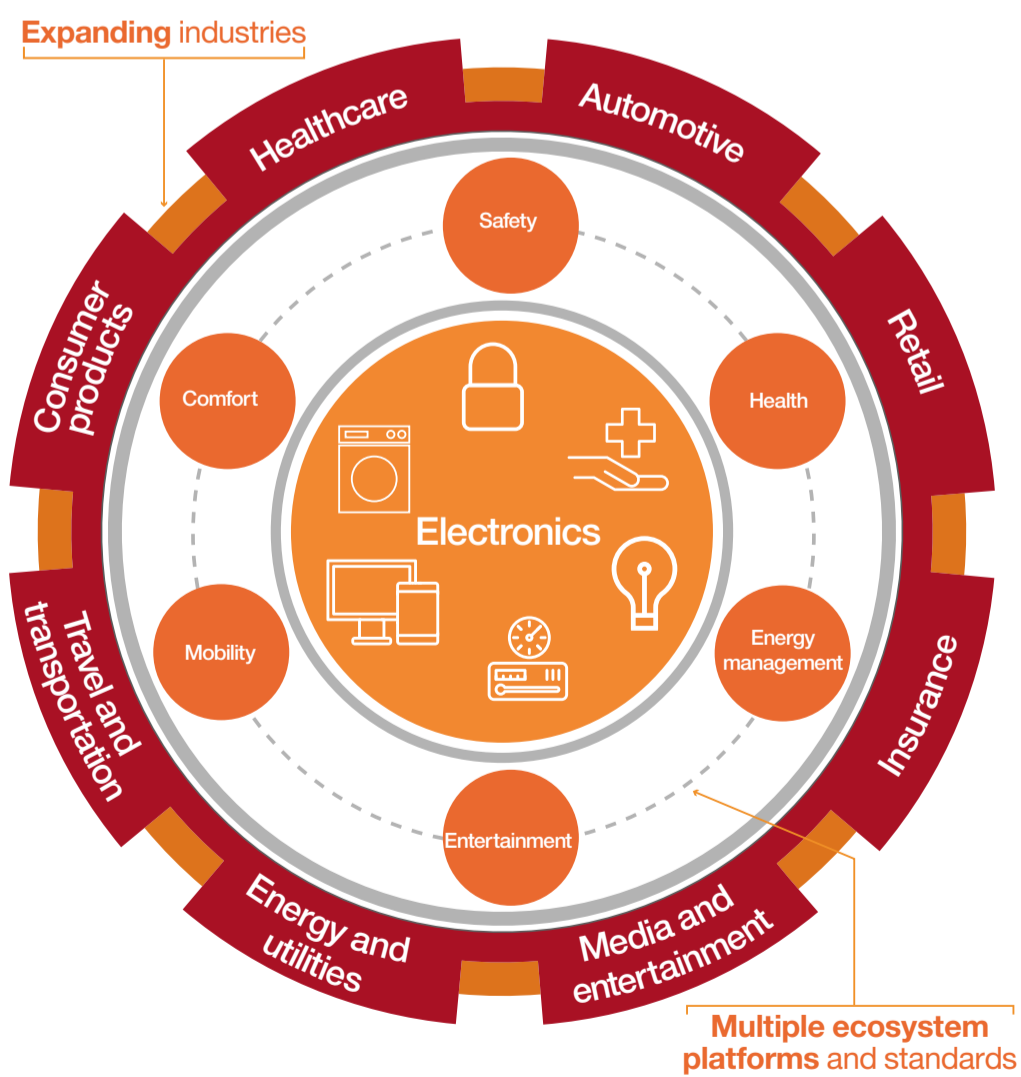 Expanding industries
Healthcare
Automotive
Safety
Consumer
products
Retail
Comfort
Health
Electronics
Travel and
transportation
Mobility
Energy
management
Insurance
Entertainment
Energy and
utilities
Media and
entertainment
Multiple ecosystem
platforms and standards